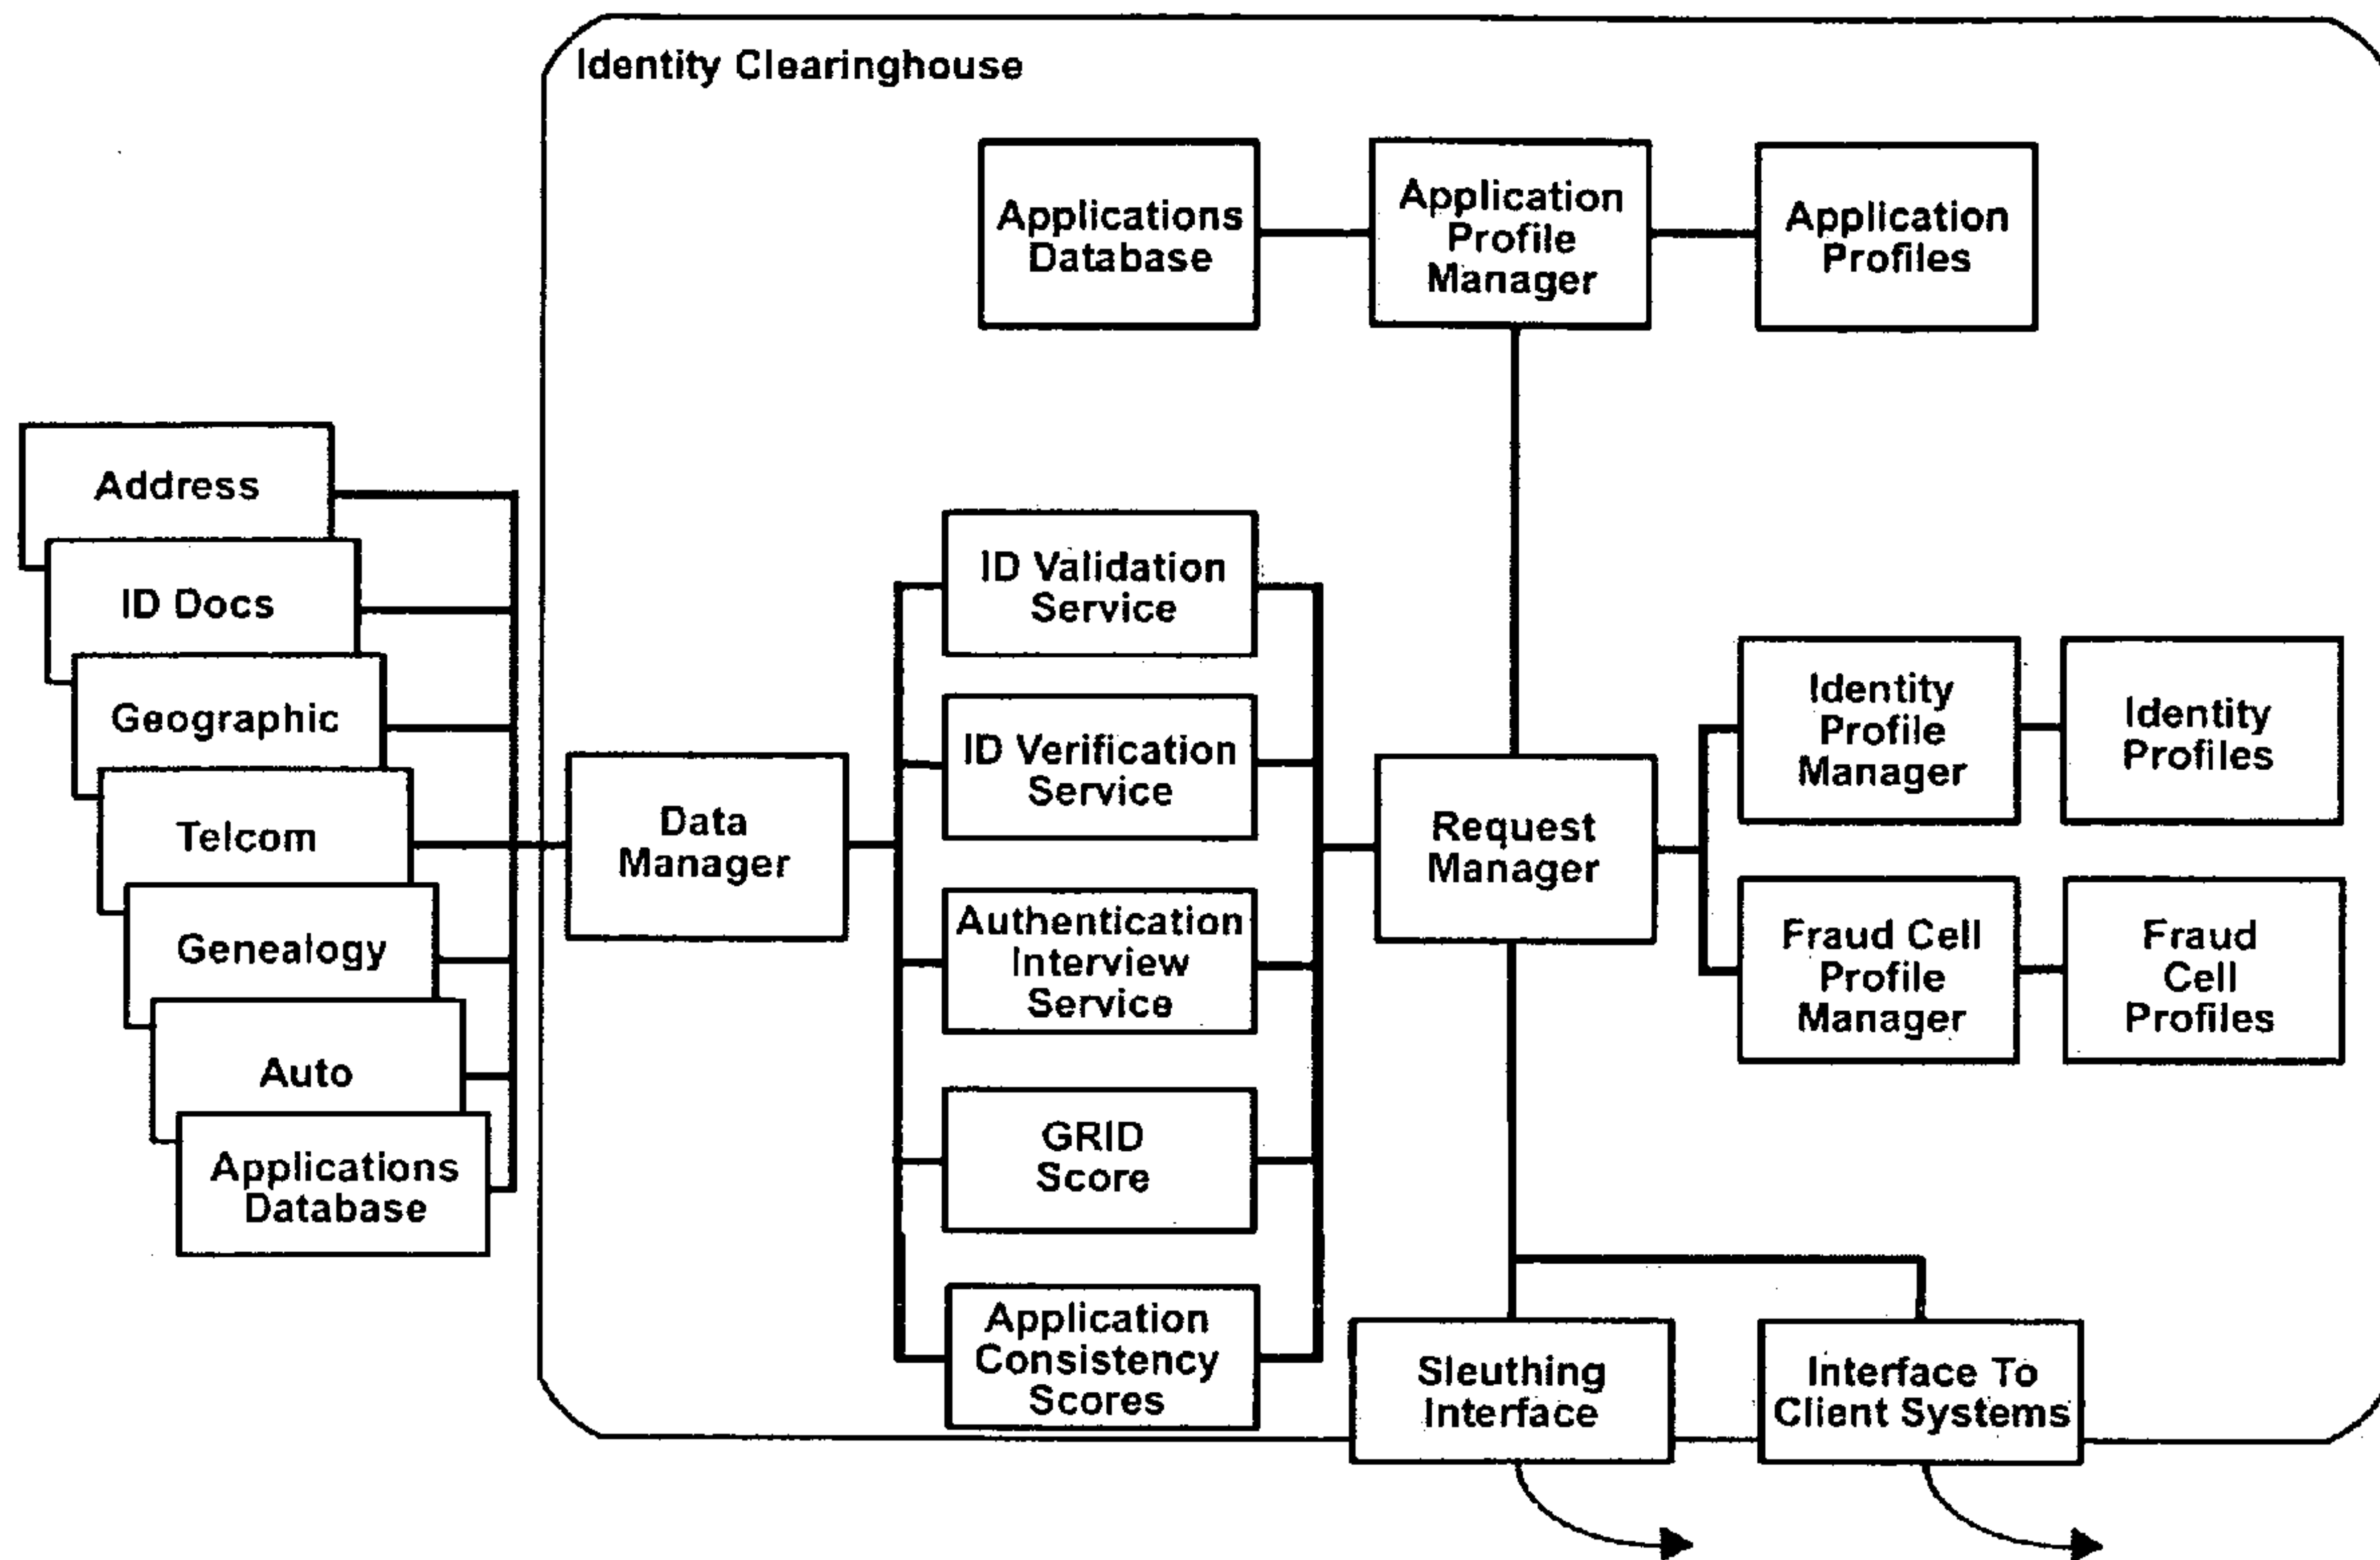 Identity Clearinghouse
Applications
Database
Application
Profile
Manager
Application
Profiles
Address
ID Docs
Geographic
Telcom
Genealogy
Auto
Applications
Database
Data
Manager
ID Validation
Service
ID Verification
Service
Authentication
Interview
Service
GRID
Score
Application
Consistency
Scores
Request
Manager
Identity
Profile
Manager
Identity
Profiles
Fraud Cell
Profile
Manager
Fraud
Cell
Profiles
Sleuthing
Interface
Interface To
Client Systems